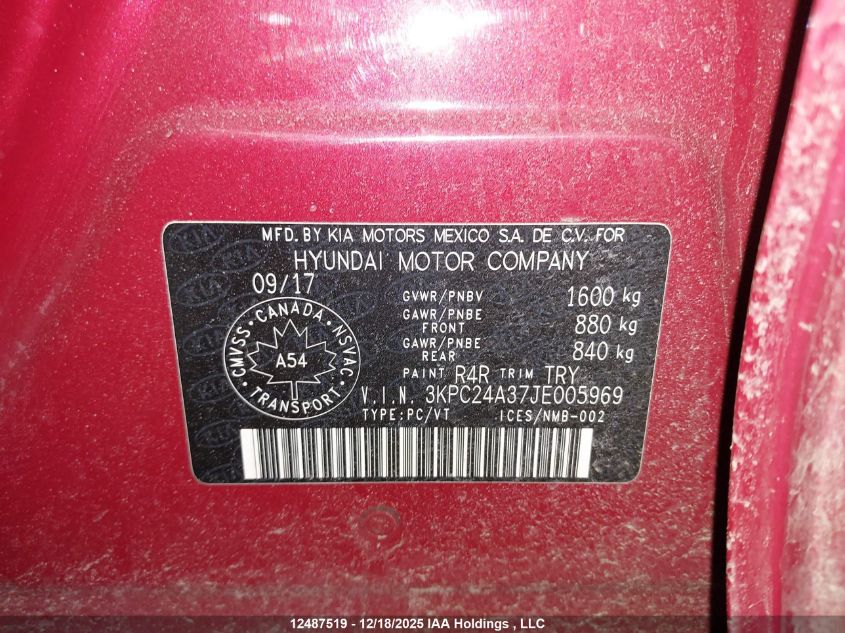 MFD. BY KIA MOTORS MEXICO S.A. DE C.V. FOR
HYUNDAI MOTOR COMPANY
09/17
GVWR/PNBV 1600 kg
GAWR/PNBE FRONT 880 kg
GAWR/PNBE REAR 840 kg
CANADA
CMVSS · NSVAC
A54
TRANSPORT
PAINT R4R TRIM TRY
V.I.N. 3KPC24A37JE005969
TYPE:PC/VT ICES/NMB-002
12487519 - 12/18/2025 IAA Holdings , LLC